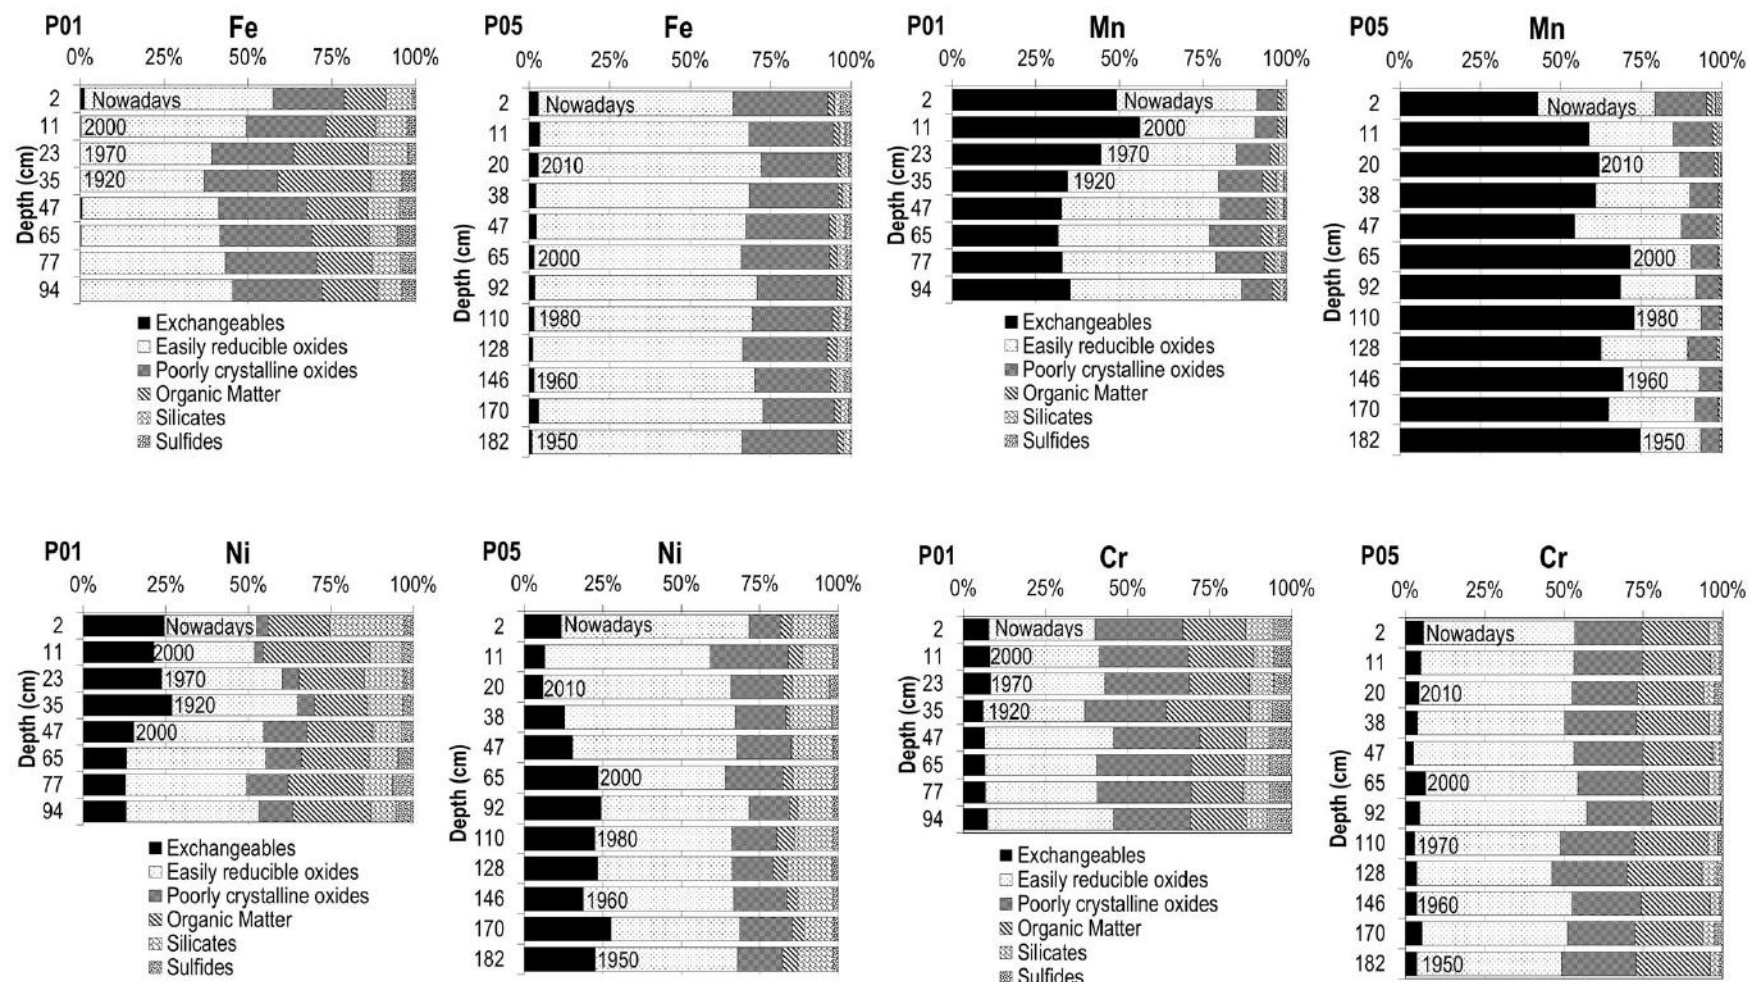 P01 Fe
0% 25% 50% 75% 100%
Depth (cm)
2 Nowadays
11 2000
23 1970
35 1920
47
65
77
94
Exchangeables
Easily reducible oxides
Poorly crystalline oxides
Organic Matter
Silicates
Sulfides
P05 Fe
0% 25% 50% 75% 100%
Depth (cm)
2 Nowadays
11
20 2010
38
47
65 2000
92
110 1980
128
146 1960
170
182 1950
P01 Mn
0% 25% 50% 75% 100%
Depth (cm)
2 Nowadays
11 2000
23 1970
35 1920
47
65
77
94
Exchangeables
Easily reducible oxides
Poorly crystalline oxides
Organic Matter
Silicates
Sulfides
P05 Mn
0% 25% 50% 75% 100%
Depth (cm)
2 Nowadays
11
20 2010
38
47
65 2000
92
110 1980
128
146 1960
170
182 1950
P01 Ni
0% 25% 50% 75% 100%
Depth (cm)
2 Nowadays
11 2000
23 1970
35 1920
47 2000
65
77
94
Exchangeables
Easily reducible oxides
Poorly crystalline oxides
Organic Matter
Silicates
Sulfides
P05 Ni
0% 25% 50% 75% 100%
Depth (cm)
2 Nowadays
11
20 2010
38
47
65 2000
92
110 1980
128
146 1960
170
182 1950
P01 Cr
0% 25% 50% 75% 100%
Depth (cm)
2 Nowadays
11 2000
23 1970
35 1920
47
65
77
94
Exchangeables
Easily reducible oxides
Poorly crystalline oxides
Organic Matter
Silicates
Sulfides
P05 Cr
0% 25% 50% 75% 100%
Depth (cm)
2 Nowadays
11
20 2010
38
47
65 2000
92
110 1970
128
146 1960
170
182 1950